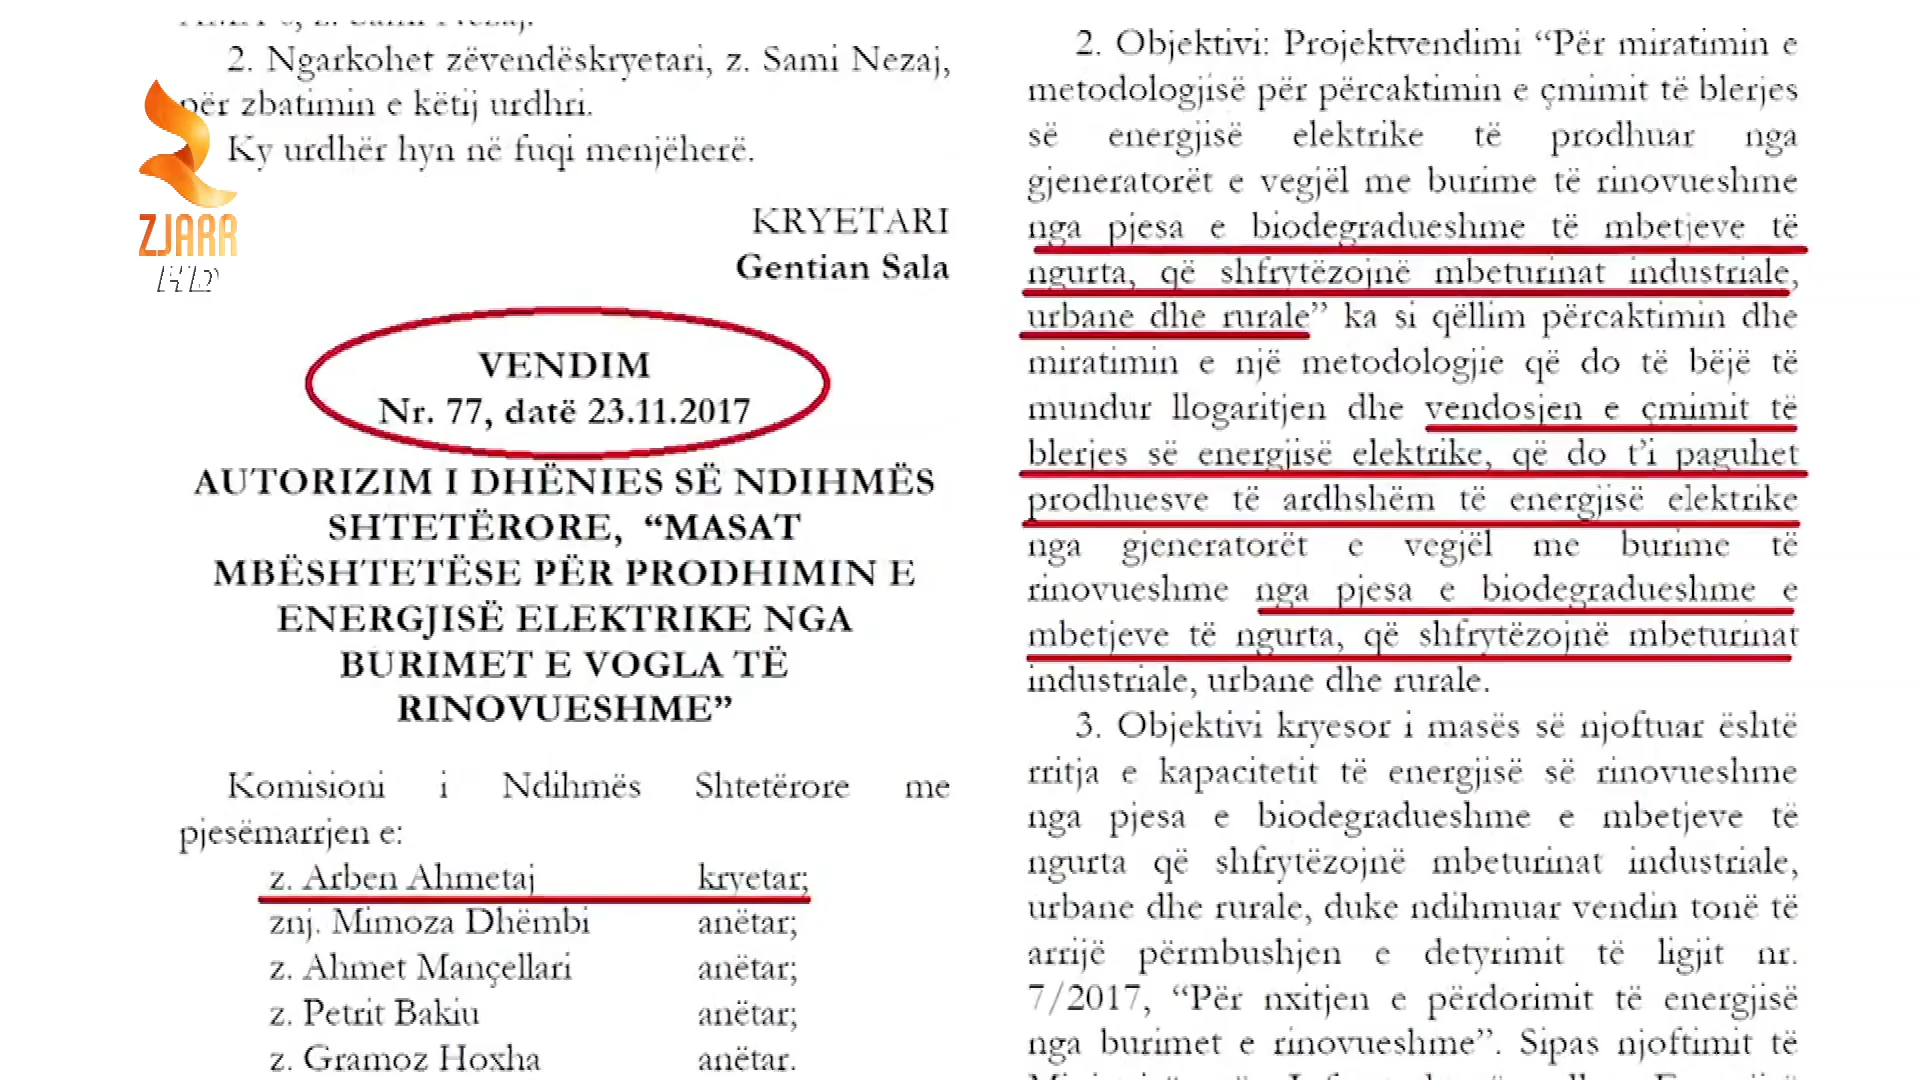 2. Ngarkohet zëvendëskryetari, z. Sami Nezaj,
për zbatimin e këtij urdhri.
Ky urdhër hyn në fuqi menjëherë.
KRYETARI
Gentian Sala
VENDIM
Nr. 77, datë 23.11.2017
AUTORIZIM I DHËNIES SË NDIHMËS
SHTETËRORE, “MASAT
MBËSHTETËSE PËR PRODHIMIN E
ENERGJISË ELEKTRIKE NGA
BURIMET E VOGLA TË
RINOVUESHME”
Komisioni i Ndihmës Shtetërore me
pjesëmarrjen e:
z. Arben Ahmetaj kryetar;
znj. Mimoza Dhëmbi anëtar;
z. Ahmet Mançellari anëtar;
z. Petrit Bakiu anëtar;
z. Gramoz Hoxha anëtar.
2. Objektivi: Projektvendimi “Për miratimin e
metodologjisë për përcaktimin e çmimit të blerjes
së energjisë elektrike të prodhuar nga
gjeneratorët e vegjël me burime të rinovueshme
nga pjesa e biodegradueshme të mbetjeve të
ngurta, që shfrytëzojnë mbeturinat industriale,
urbane dhe rurale” ka si qëllim përcaktimin dhe
miratimin e një metodologjie që do të bëjë të
mundur llogaritjen dhe vendosjen e çmimit të
blerjes së energjisë elektrike, që do t’i paguhet
prodhuesve të ardhshëm të energjisë elektrike
nga gjeneratorët e vegjël me burime të
rinovueshme nga pjesa e biodegradueshme e
mbetjeve të ngurta, që shfrytëzojnë mbeturinat
industriale, urbane dhe rurale.
3. Objektivi kryesor i masës së njoftuar është
rritja e kapacitetit të energjisë së rinovueshme
nga pjesa e biodegradueshme e mbetjeve të
ngurta që shfrytëzojnë mbeturinat industriale,
urbane dhe rurale, duke ndihmuar vendin tonë të
arrijë përmbushjen e detyrimit të ligjit nr.
7/2017, “Për nxitjen e përdorimit të energjisë
nga burimet e rinovueshme”. Sipas njoftimit të
ZJARR
HD